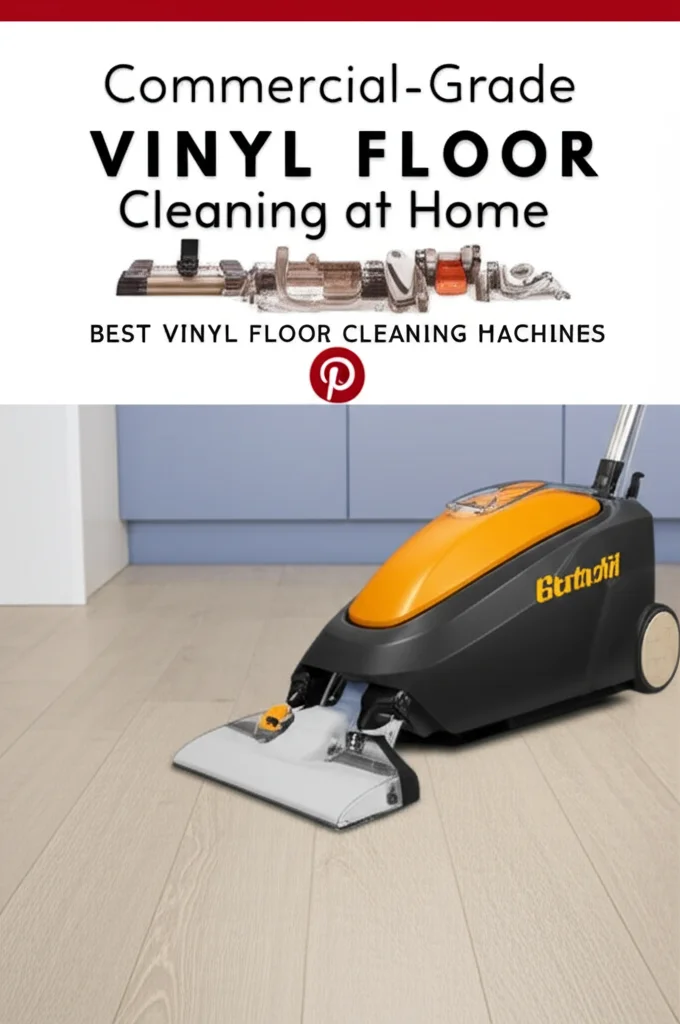 Commercial-Grade
VINYL FLOOR
Cleaning at Home
BEST VINYL FLOOR CLEANING HACHINES